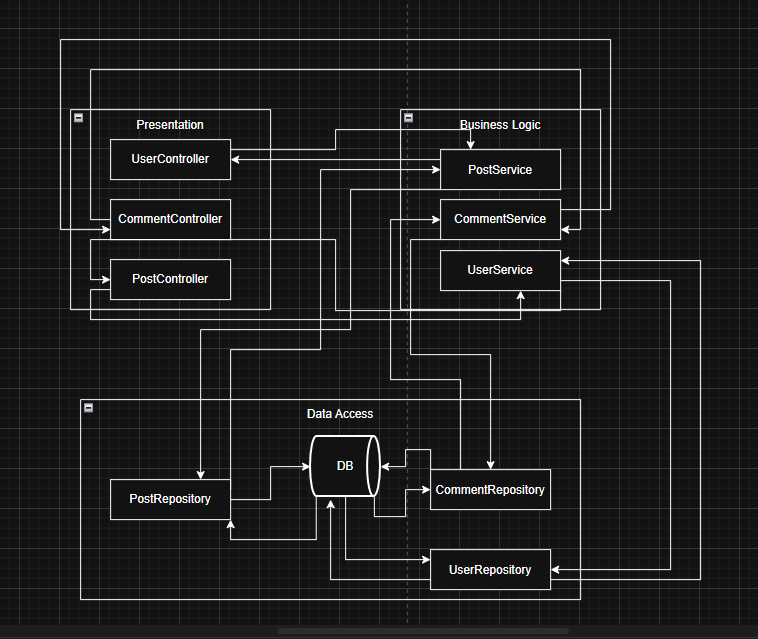 Presentation
UserController
CommentController
PostController
Business Logic
PostService
CommentService
UserService
Data Access
DB
PostRepository
CommentRepository
UserRepository